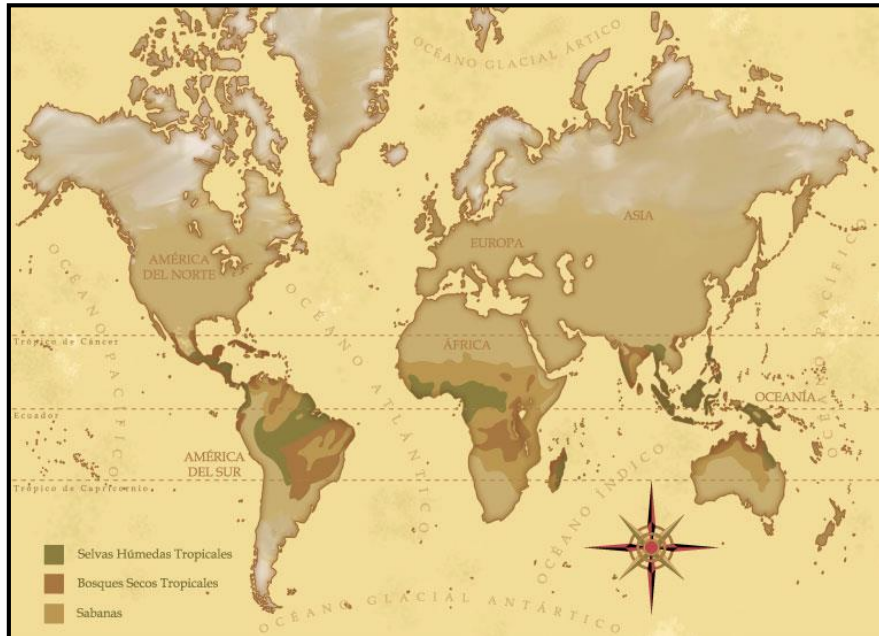 OCÉANO GLACIAL ÁRTICO
ASIA
EUROPA
AMÉRICA
DEL NORTE
OCÉANO PACÍFICO
OCÉANO ATLÁNTICO
OCÉANO PACÍFICO
Trópico de Cáncer
ÁFRICA
OCEANÍA
Ecuador
AMÉRICA
DEL SUR
OCÉANO ÍNDICO
Trópico de Capricornio
Selvas Húmedas Tropicales
Bosques Secos Tropicales
Sabanas
OCÉANO GLACIAL ANTÁRTICO